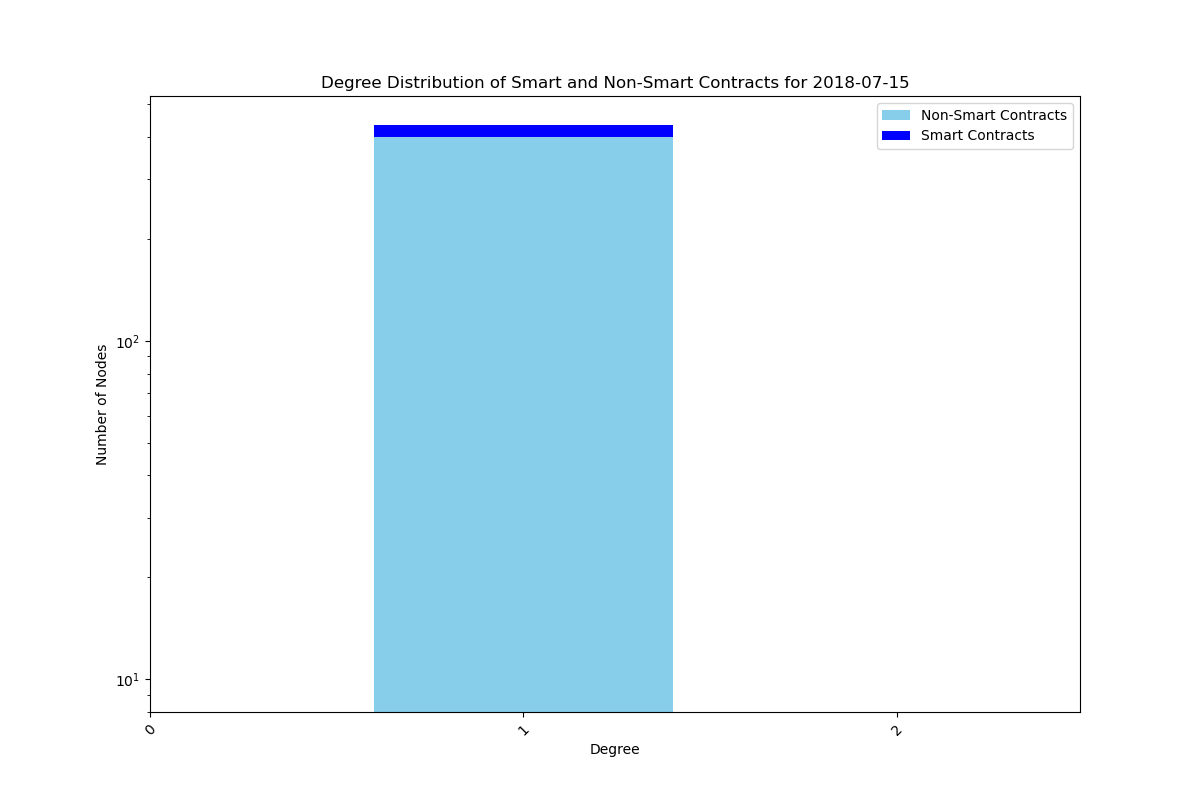 Degree Distribution of Smart and Non-Smart Contracts for 2018-07-15
Non-Smart Contracts
Smart Contracts
Number of Nodes
10²
10¹
0
1
2
Degree